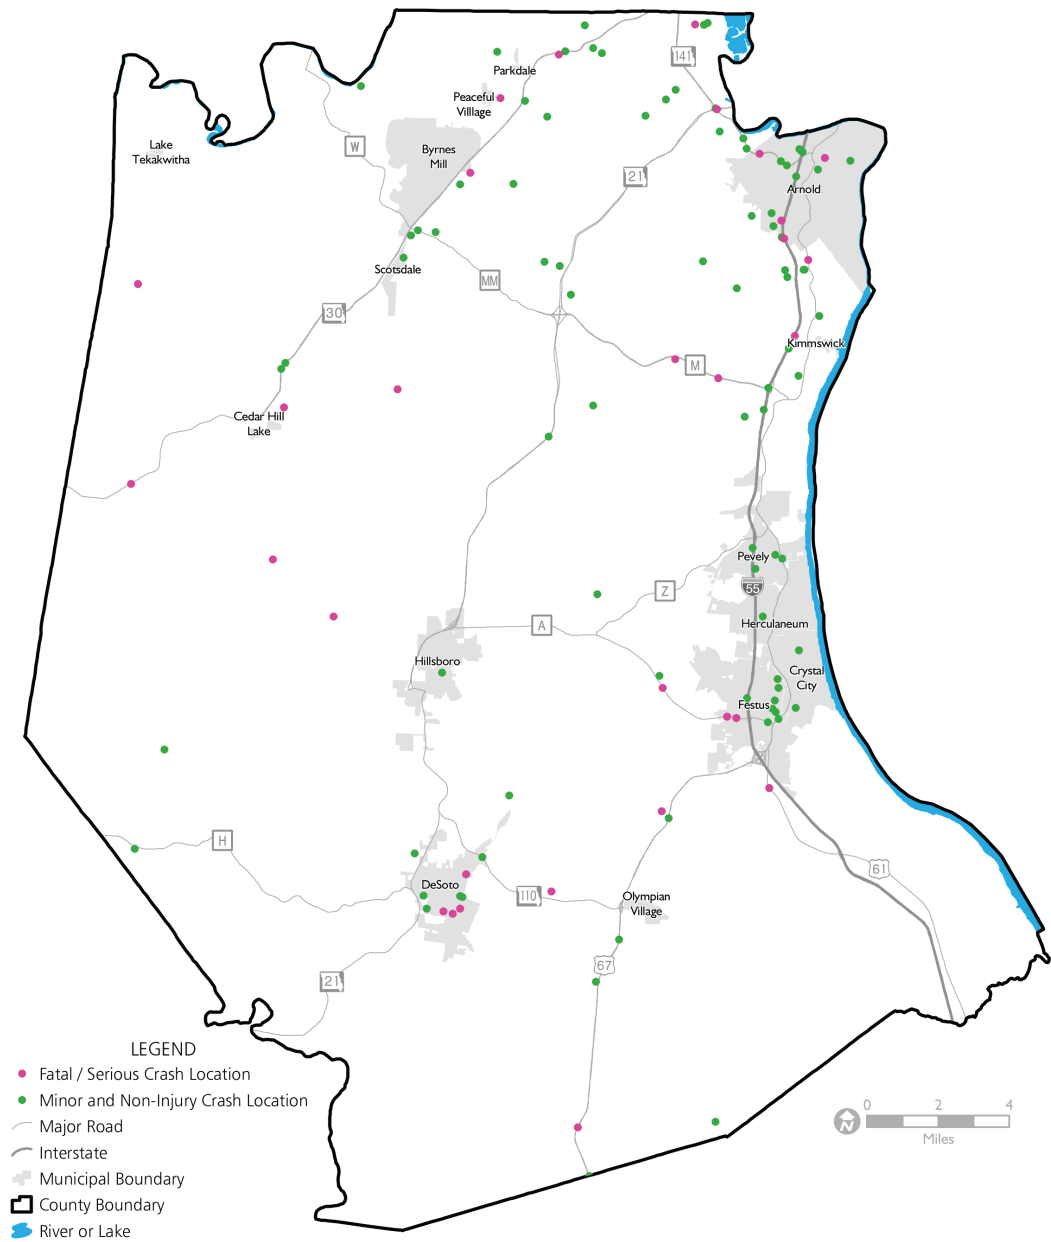 141
Parkdale
Peaceful
Villlage
W
Lake
Tekakwitha
Byrnes
Mill
21
Arnold
Scotsdale
MM
30
Kimmswick
M
Cedar Hill
Lake
Pevely
55
Z
A
Herculaneum
Hillsboro
Crystal
City
Festus
H
61
DeSoto
110
Olympian
Village
67
21
LEGEND
Fatal / Serious Crash Location
Minor and Non-Injury Crash Location
Major Road
Interstate
Municipal Boundary
County Boundary
River or Lake
N
0 2 4
Miles